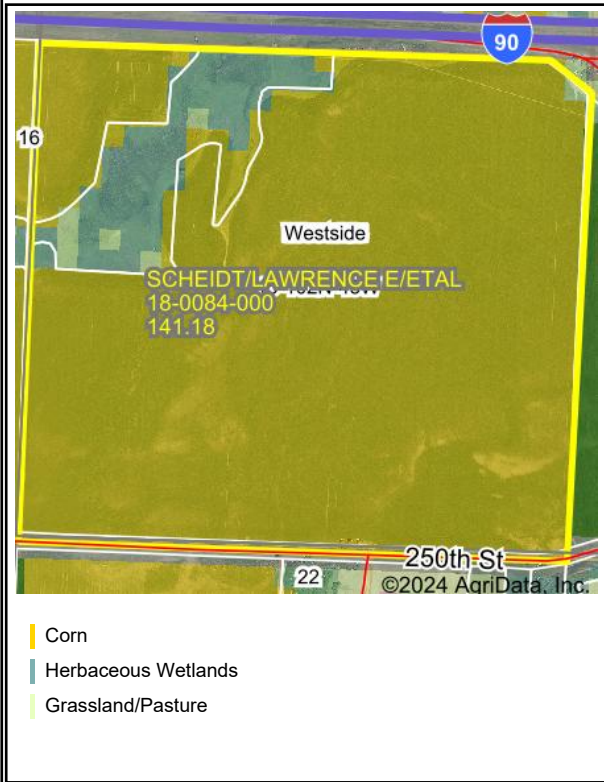 90
16
Westside
SCHEIDT/LAWRENCE E/ETAL
18-0084-000
141.18
250th St
22
©2024 AgriData, Inc.
Corn
Herbaceous Wetlands
Grassland/Pasture